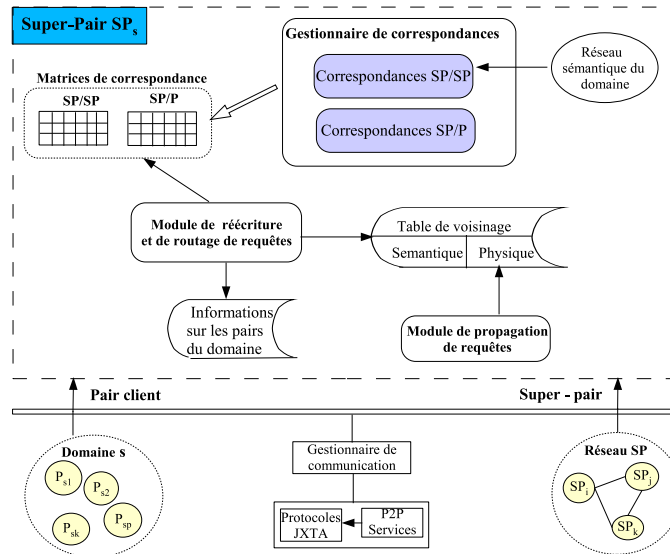 Super-Pair SPs
Gestionnaire de correspondances
Correspondances SP/SP
Correspondances SP/P
Réseau
sémantique du
domaine
Matrices de correspondance
SP/SP
SP/P
Module de réécriture
et de routage de requêtes
Table de voisinage
Semantique
Physique
Informations
sur les pairs
du domaine
Module de propagation
de requêtes
Pair client
Super - pair
Domaine s
Ps1
Ps2
Psk
Psp
Gestionnaire de
communication
Protocoles
JXTA
P2P
Services
Réseau SP
SPi
SPj
SPk